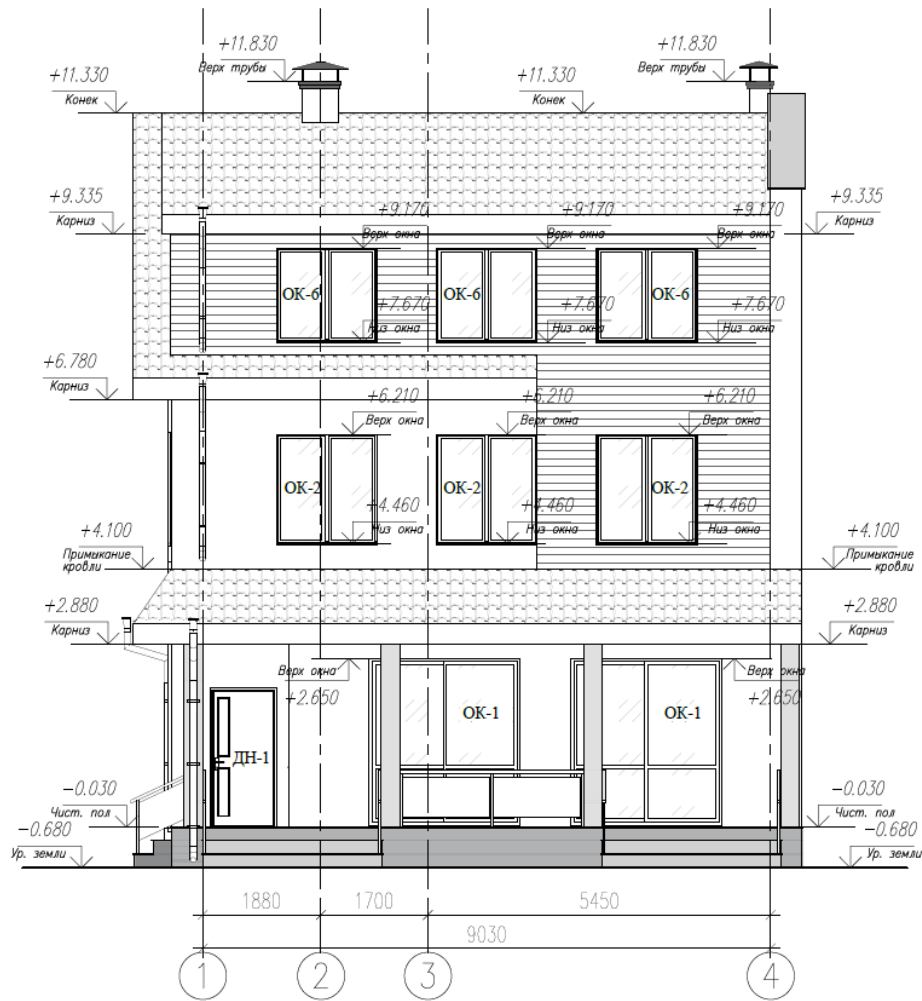 +11.830
Верх трубы
+11.830
Верх трубы
+11.330
Конек
+11.330
Конек
+9.335
Карниз
+9.170
Верх окна
+9.170
Верх окна
+9.170
Верх окна
+9.335
Карниз
ОК-6
ОК-6
ОК-6
+7.670
Низ окна
+7.670
Низ окна
+7.670
Низ окна
+6.780
Карниз
+6.210
Верх окна
+6.210
Верх окна
+6.210
Верх окна
ОК-2
ОК-2
ОК-2
+4.460
Низ окна
+4.460
Низ окна
+4.460
Низ окна
+4.100
Примыкание
кровли
+4.100
Примыкание
кровли
+2.880
Карниз
+2.880
Карниз
Верх окна
+2.650
Верх окна
+2.650
ОК-1
ОК-1
ДН-1
-0.030
Чист. пол
-0.030
Чист. пол
-0.680
Ур. земли
-0.680
Ур. земли
1880
1700
5450
9030
1
2
3
4